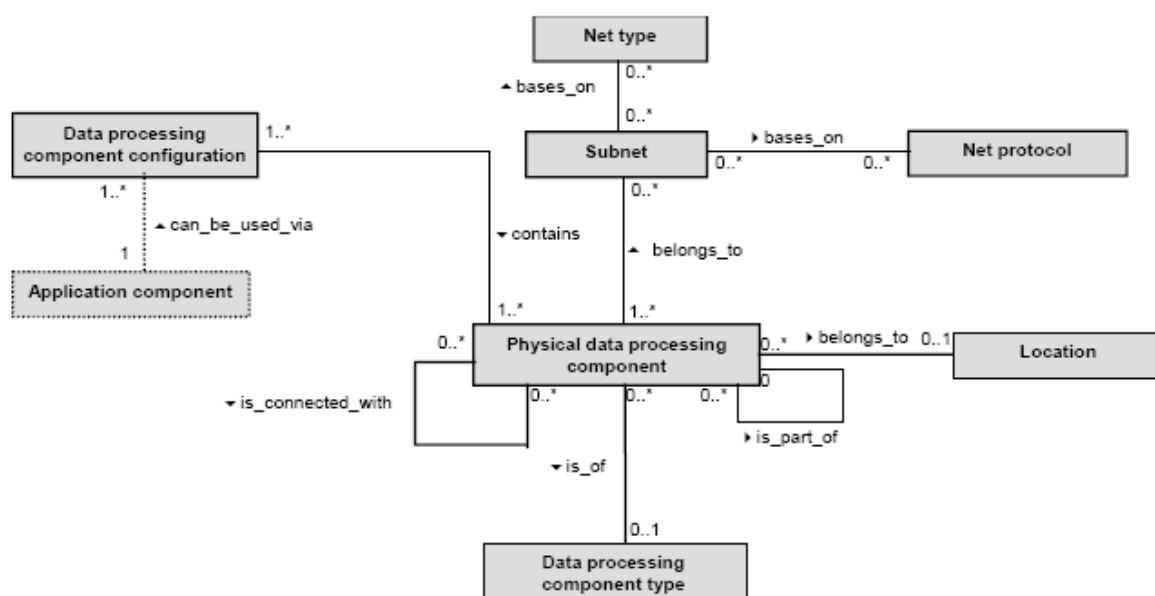 Net type
0..*
bases_on
0..*
Data processing
component configuration
1..*
Subnet
bases_on
0..*
0..*
Net protocol
1..*
0..*
can_be_used_via
contains
belongs_to
1
Application component
1..*
1..*
0..*
Physical data processing
component
0..*
belongs_to
0..1
Location
0
is_connected_with
0..*
0..*
0..*
is_part_of
is_of
0..1
Data processing
component type